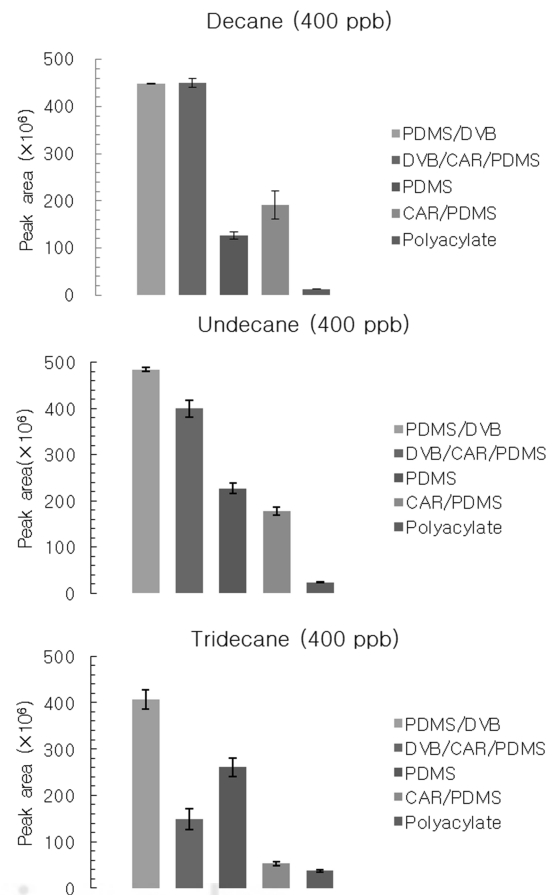 Decane (400 ppb)
Peak area (×10⁶)
500
400
300
200
100
0
PDMS/DVB
DVB/CAR/PDMS
PDMS
CAR/PDMS
Polyacylate
Undecane (400 ppb)
Peak area(×10⁶)
500
400
300
200
100
0
PDMS/DVB
DVB/CAR/PDMS
PDMS
CAR/PDMS
Polyacylate
Tridecane (400 ppb)
Peak area (×10⁶)
500
400
300
200
100
0
PDMS/DVB
DVB/CAR/PDMS
PDMS
CAR/PDMS
Polyacylate